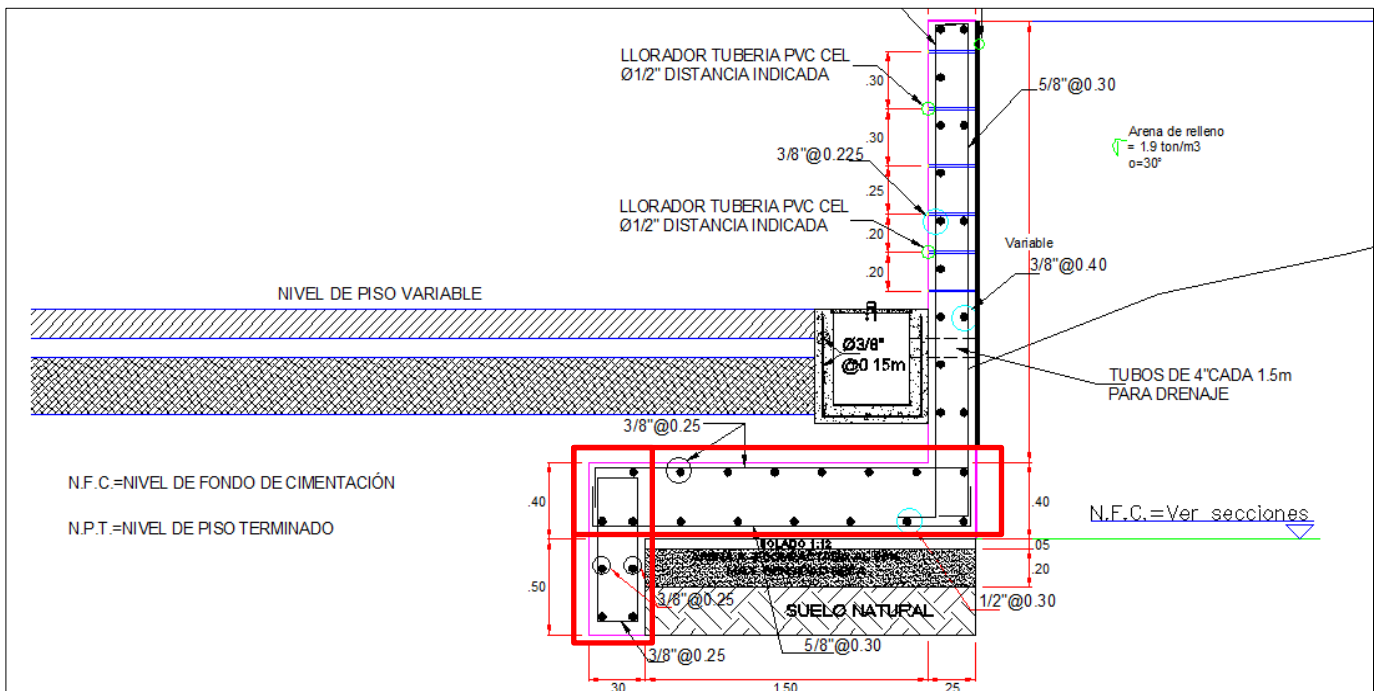 LLORADOR TUBERIA PVC CEL
Ø1/2" DISTANCIA INDICADA
.30
5/8"@0.30
Arena de relleno
= 1.9 ton/m3
o=30°
.30
3/8"@0.225
.25
LLORADOR TUBERIA PVC CEL
Ø1/2" DISTANCIA INDICADA
.20
Variable
3/8"@0.40
.20
NIVEL DE PISO VARIABLE
Ø3/8"
@0 15m
TUBOS DE 4"CADA 1.5m
PARA DRENAJE
3/8"@0.25
N.F.C.=NIVEL DE FONDO DE CIMENTACIÓN
.40
.40
N.F.C.=Ver secciones
N.P.T.=NIVEL DE PISO TERMINADO
SOLADO 1:12
.05
.20
.50
3/8"@0.25
1/2"@0.30
SUELO NATURAL
3/8"@0.25
5/8"@0.30
.30
1.50
.25